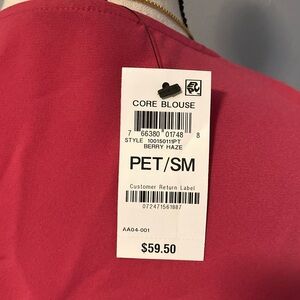 CORE BLOUSE
7 66380 01748 8
STYLE 100150111PT
BERRY HAZE
PET/SM
Customer Return Label
072471561887
AA04-001
$59.50